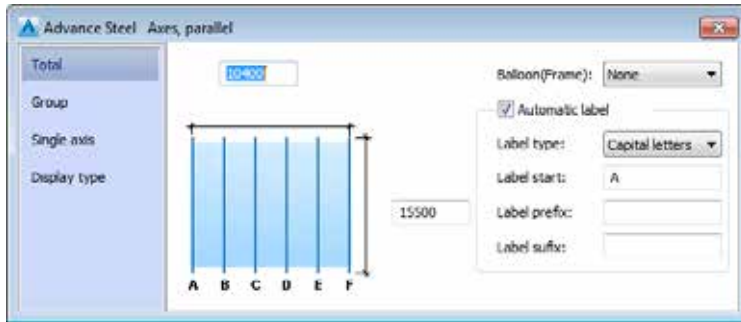 Advance Steel Axes, parallel
Total
Group
Single axis
Display type
10400
15500
A B C D E F
Balloon(Frame): None
Automatic label
Label type: Capital letters
Label start: A
Label prefix:
Label sufix: